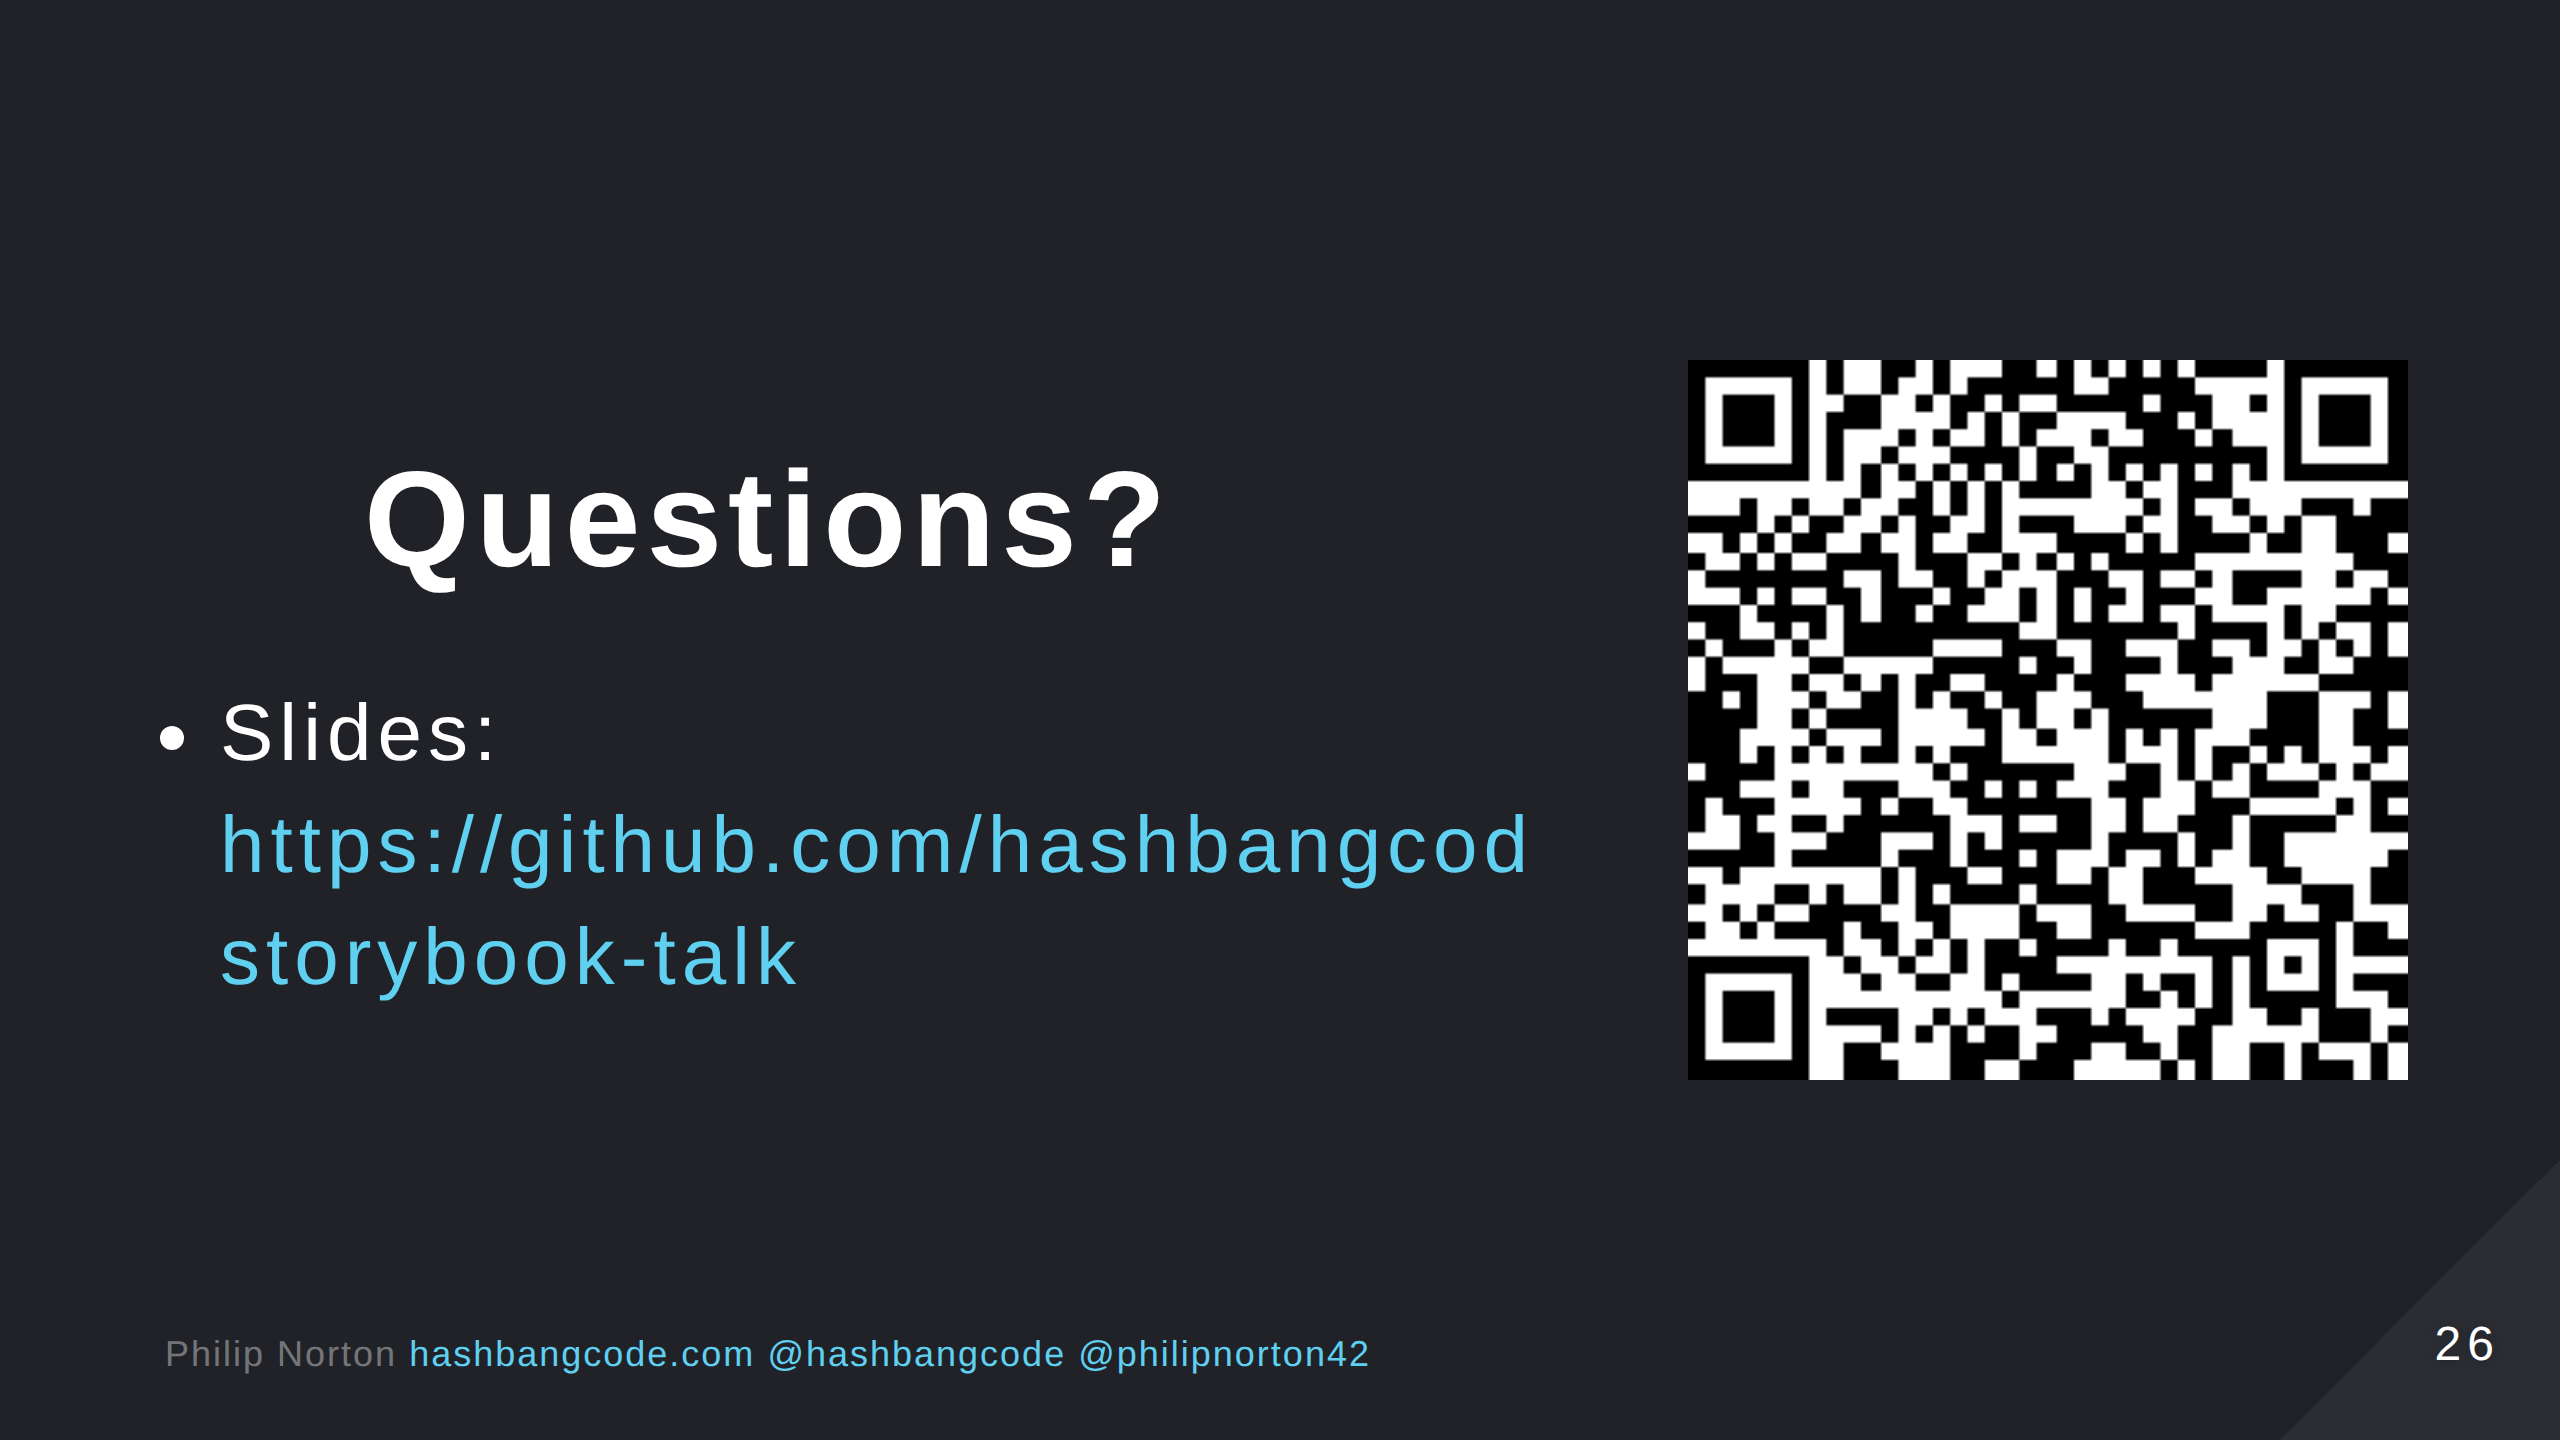 Questions?
• Slides:
https://github.com/hashbangcod
storybook-talk
Philip Norton hashbangcode.com @hashbangcode @philipnorton42
26